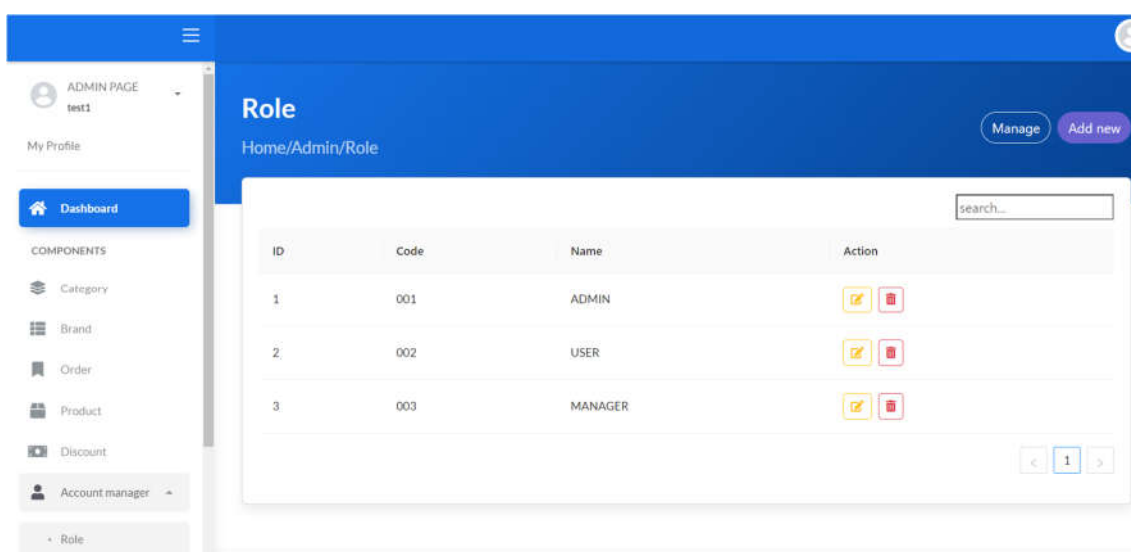 ADMIN PAGE
test1
My Profile
Dashboard
COMPONENTS
Category
Brand
Order
Product
Discount
Account manager
Role
Role
Home/Admin/Role
Manage
Add new
search...
ID Code Name Action
1 001 ADMIN
2 002 USER
3 003 MANAGER
< 1 >